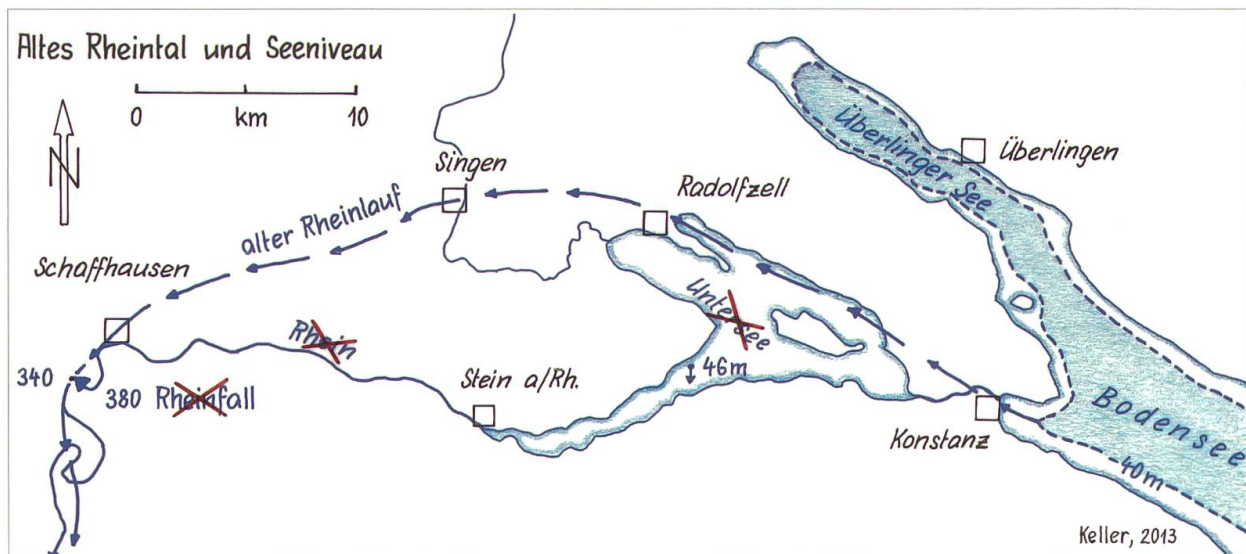 Altes Rheintal und Seeniveau
0 km 10
N
Singen
Radolfzell
Überlinger See
Überlingen
alter Rheinlauf
Schaffhausen
Untersee
Rhein
340
380 Rheinfall
Stein a/Rh.
46m
Konstanz
Bodensee
40m
Keller, 2013